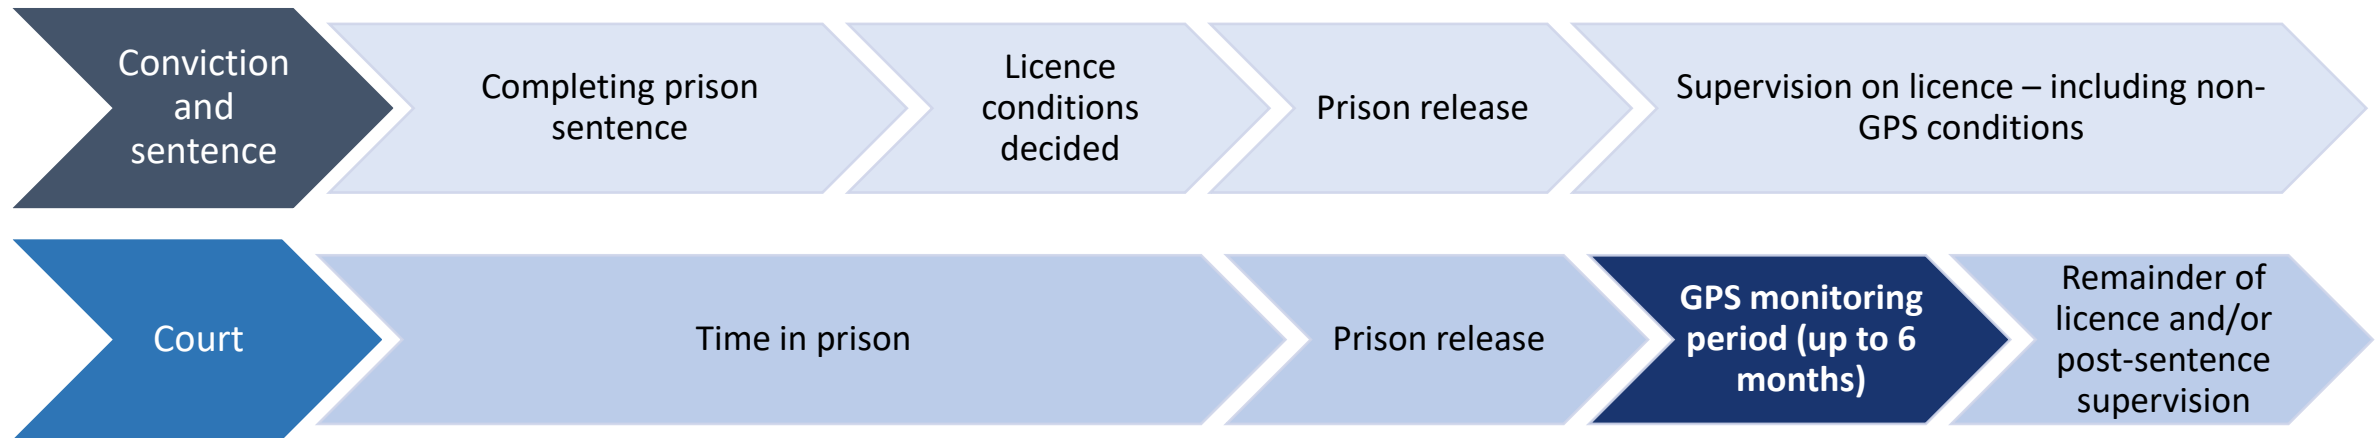 Conviction
and
sentence
Completing prison
sentence
Licence
conditions
decided
Prison release
Supervision on licence – including non-
GPS conditions
Court
Time in prison
Prison release
GPS monitoring
period (up to 6
months)
Remainder of
licence and/or
post-sentence
supervision